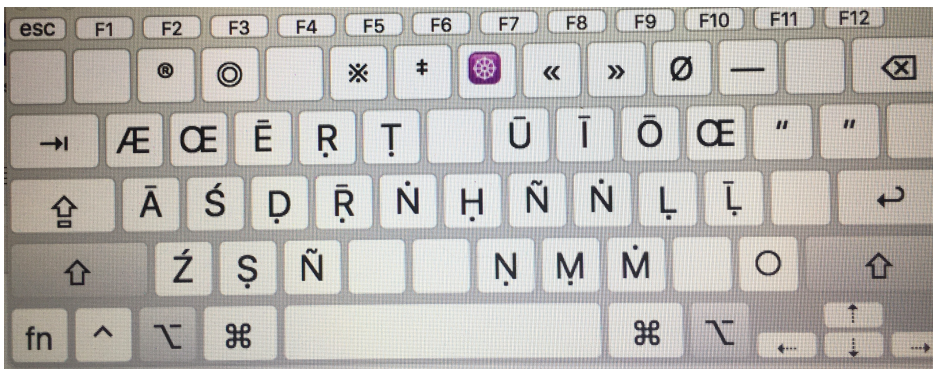 esc F1 F2 F3 F4 F5 F6 F7 F8 F9 F10 F11 F12
® ◎ ※ ‡ ☸ « » Ø —
Æ Œ Ē Ṛ Ṭ Ū Ī Ō Œ “ ”
Ā Ś Ḍ Ṝ Ṅ Ḥ Ñ Ṅ Ḷ Ḹ
Ź Ṣ Ñ Ṇ Ṃ Ṁ ○
fn ^ ⌥ ⌘ ⌘ ⌥